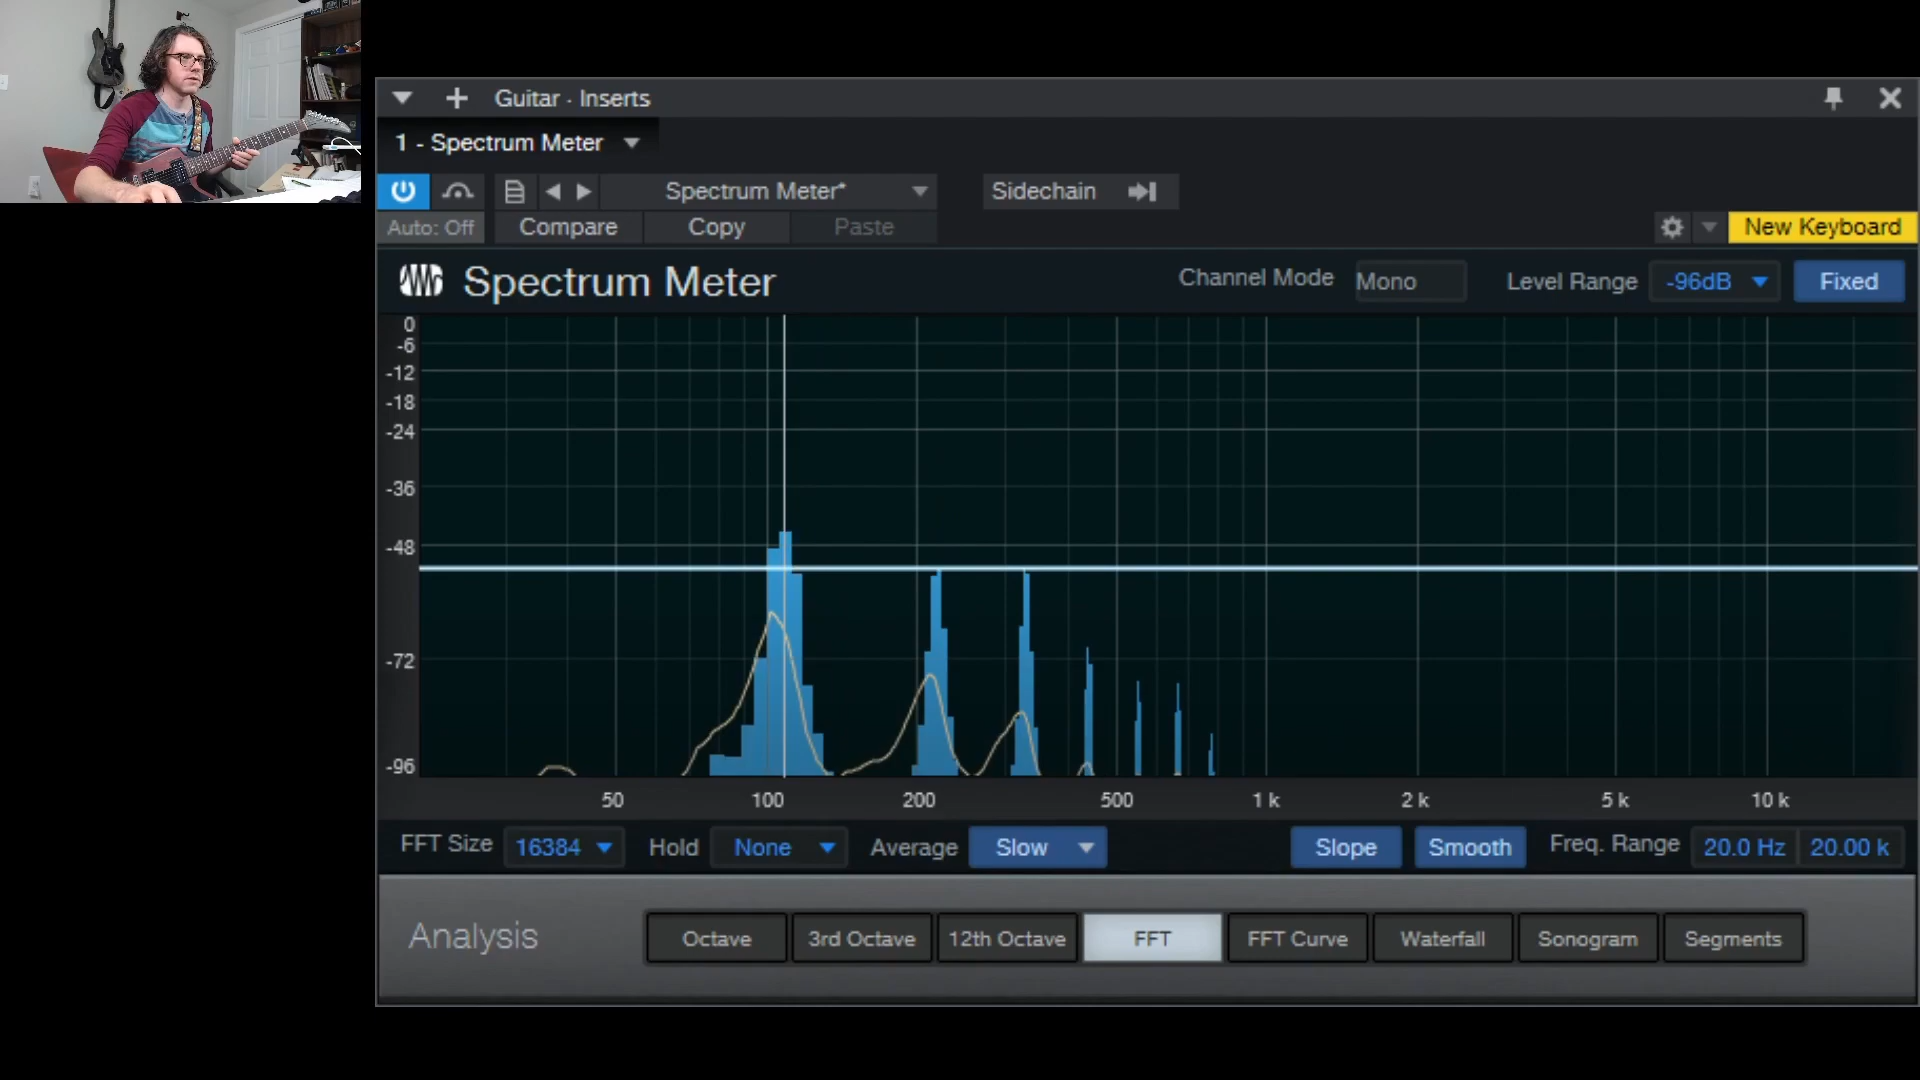 Guitar · Inserts
1 - Spectrum Meter
Spectrum Meter*
Sidechain
Auto: Off
Compare
Copy
Paste
New Keyboard
Spectrum Meter
Channel Mode
Mono
Level Range
-96dB
Fixed
0
-6
-12
-18
-24
-36
-48
-72
-96
50 100 200 500 1 k 2 k 5 k 10 k
FFT Size 16384 Hold None Average Slow Slope Smooth Freq. Range 20.0 Hz 20.00 k
Analysis
Octave 3rd Octave 12th Octave FFT FFT Curve Waterfall Sonogram Segments